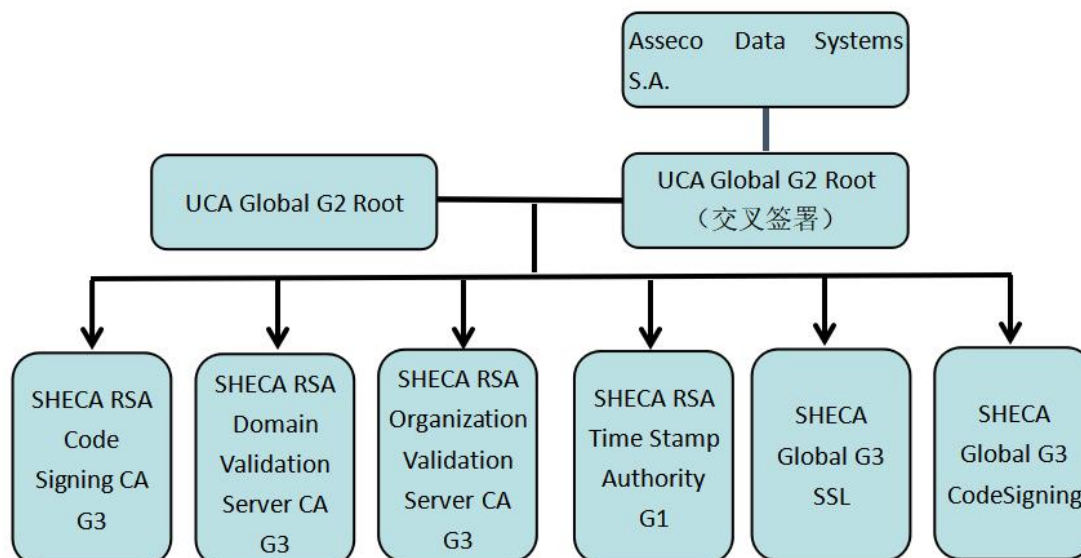 Asseco Data Systems
S.A.
UCA Global G2 Root
UCA Global G2 Root
（交叉签署）
SHECA RSA
Code
Signing CA
G3
SHECA RSA
Domain
Validation
Server CA
G3
SHECA RSA
Organization
Validation
Server CA
G3
SHECA RSA
Time Stamp
Authority
G1
SHECA
Global G3
SSL
SHECA
Global G3
CodeSigning